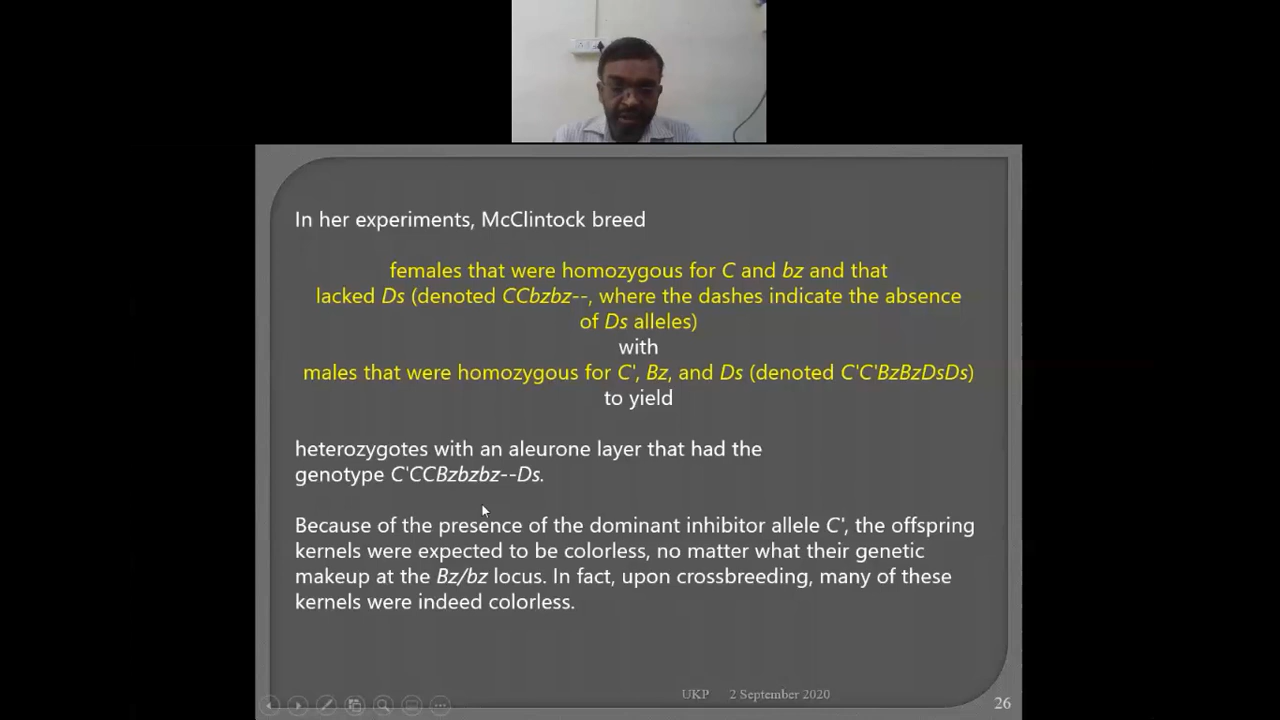 In her experiments, McClintock breed
females that were homozygous for C and bz and that
lacked Ds (denoted CCbzbz--, where the dashes indicate the absence
of Ds alleles)
with
males that were homozygous for C', Bz, and Ds (denoted C'C'BzBzDsDs)
to yield
heterozygotes with an aleurone layer that had the
genotype C'CCBzbzbz--Ds.
Because of the presence of the dominant inhibitor allele C', the offspring
kernels were expected to be colorless, no matter what their genetic
makeup at the Bz/bz locus. In fact, upon crossbreeding, many of these
kernels were indeed colorless.
UKP 2 September 2020
26